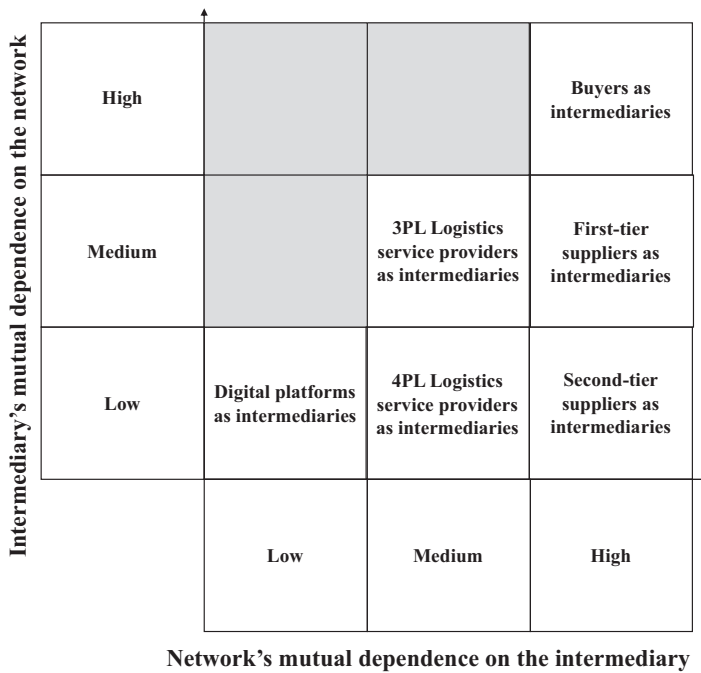 Intermediary's mutual dependence on the network
High
Buyers as
intermediaries
Medium
3PL Logistics
service providers
as intermediaries
First-tier
suppliers as
intermediaries
Low
Digital platforms
as intermediaries
4PL Logistics
service providers
as intermediaries
Second-tier
suppliers as
intermediaries
Low
Medium
High
Network's mutual dependence on the intermediary